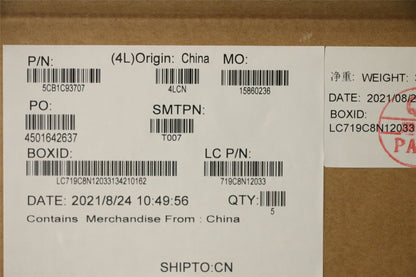 P/N:
(4L)Origin: China
MO:
5CB1C93707
4LCN
15860236
PO:
SMTPN:
4501642637
T007
BOXID:
LC P/N:
LC719C8N12033134210162
719C8N12033
DATE: 2021/8/24 10:49:56
QTY:
5
Contains Merchandise From : China
SHIPTO:CN
净重: WEIGHT:
DATE: 2021/08/2
BOXID:
LC719C8N12033
PA